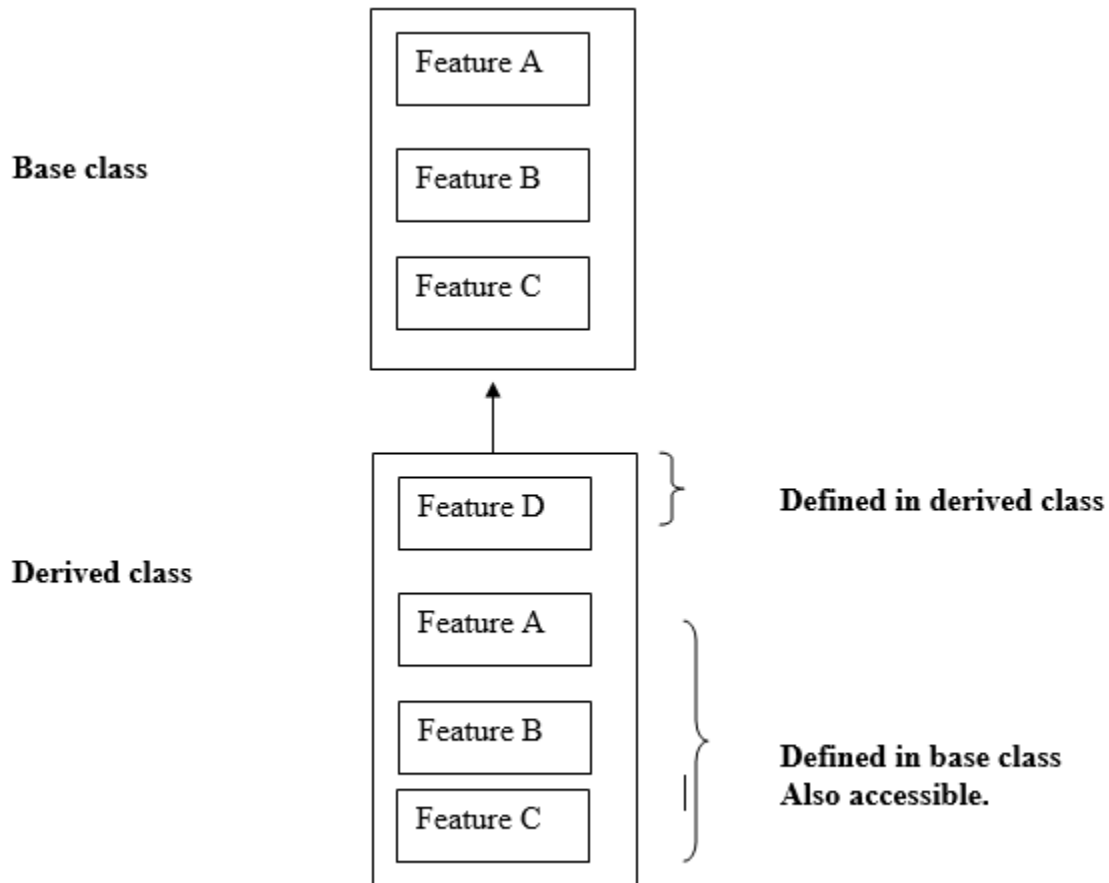 Feature A
Base class
Feature B
Feature C
Feature D
Defined in derived class
Derived class
Feature A
Feature B
Defined in base class
Also accessible.
Feature C